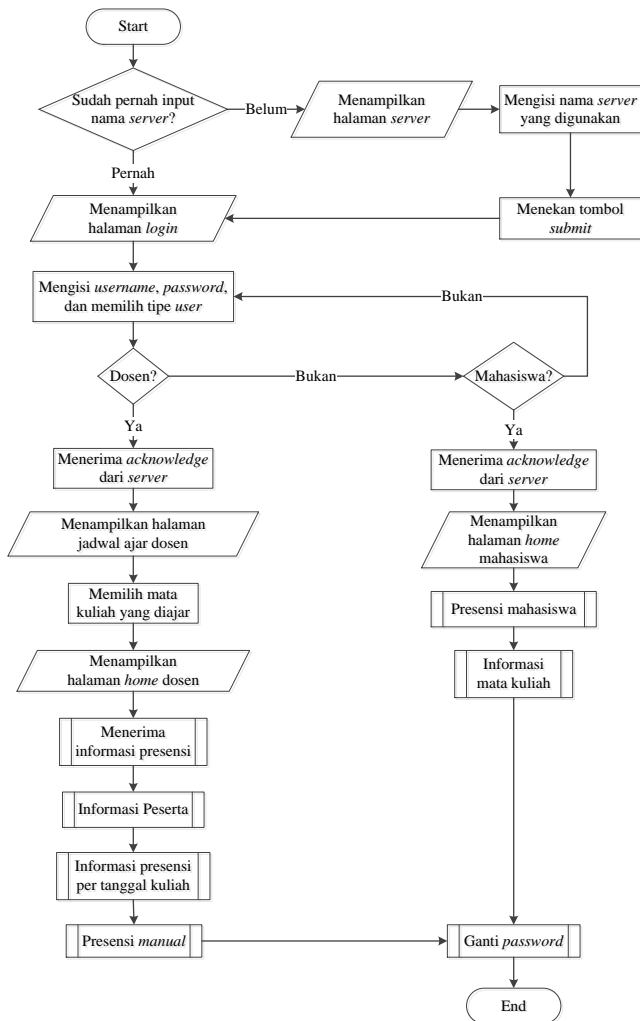 Start
Sudah pernah input
nama server?
Belum
Menampilkan
halaman server
Mengisi nama server
yang digunakan
Pernah
Menampilkan
halaman login
Menekan tombol
submit
Mengisi username, password,
dan memilih tipe user
Bukan
Dosen?
Bukan
Mahasiswa?
Ya
Ya
Menerima acknowledge
dari server
Menerima acknowledge
dari server
Menampilkan halaman
jadwal ajar dosen
Menampilkan
halaman home
mahasiswa
Memilih mata
kuliah yang diajar
Presensi mahasiswa
Menampilkan
halaman home dosen
Informasi
mata kuliah
Menerima
informasi presensi
Informasi Peserta
Informasi presensi
per tanggal kuliah
Presensi manual
Ganti password
End